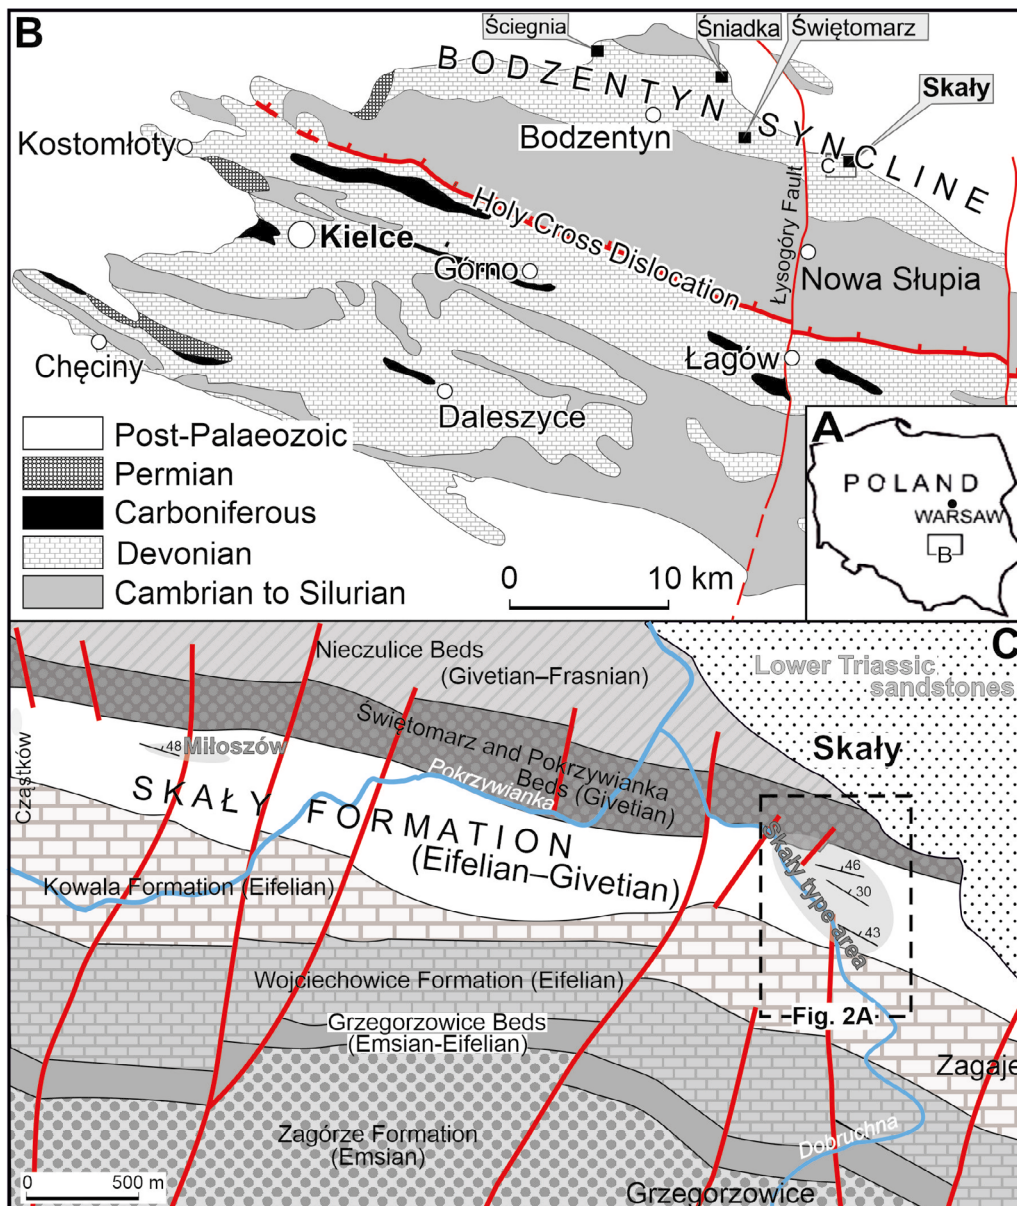 B
Ściegnia
Śniadka
Świętomarz
BODZENTYN SYNCLINE
Skały
Kostomłoty
Bodzentyn
C
Holy Cross Dislocation
Łysogóry Fault
Kielce
Górno
Nowa Słupia
Chęciny
Łagów
Daleszyce
Post-Palaeozoic
Permian
Carboniferous
Devonian
Cambrian to Silurian
0 10 km
A
POLAND
WARSAW
B
C
Nieczulice Beds
(Givetian–Frasnian)
Lower Triassic
sandstones
Skały
Świętomarz and Pokrzywianka
Beds (Givetian)
Pokrzywianka
48
Miłoszów
Cząstków
SKAŁY FORMATION
(Eifelian–Givetian)
Skały type area
46
30
43
Kowala Formation (Eifelian)
Wojciechowice Formation (Eifelian)
Fig. 2A
Grzegorzowice Beds
(Emsian-Eifelian)
Zagaje
Zagórze Formation
(Emsian)
Dobruchna
0 500 m
Grzegorzowice